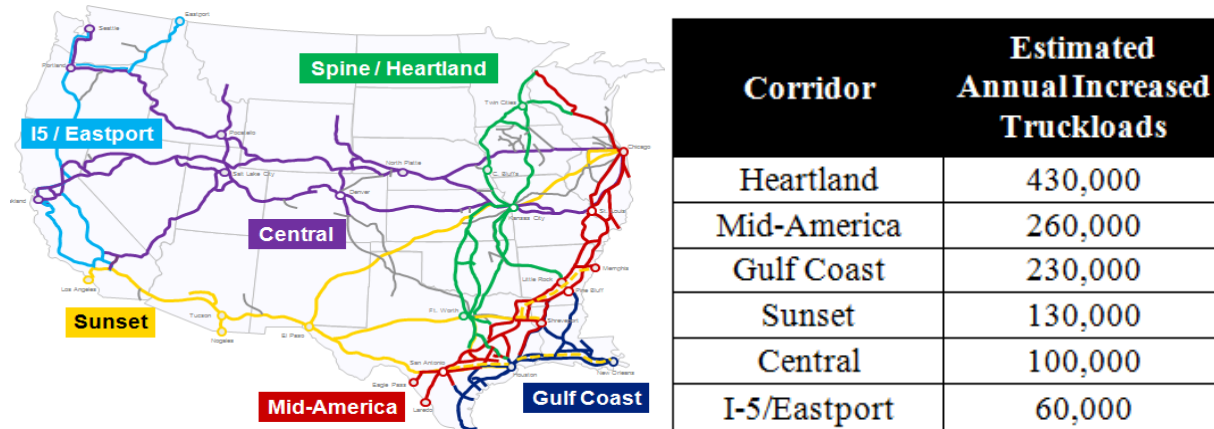 Eastport
Seattle
Portland
Spine / Heartland
Twin Cities
I5 / Eastport
Pocatello
Chicago
North Platte
Salt Lake City
C. Bluffs
Denver
Kansas City
St. Louis
Central
Los Angeles
Little Rock
Memphis
Pine Bluff
Sunset
Tucson
Nogales
El Paso
Ft. Worth
Shreveport
San Antonio
Eagle Pass
Houston
New Orleans
Laredo
Mid-America
Gulf Coast
Corridor
Estimated
Annual Increased
Truckloads
Heartland 430,000
Mid-America 260,000
Gulf Coast 230,000
Sunset 130,000
Central 100,000
I-5/Eastport 60,000